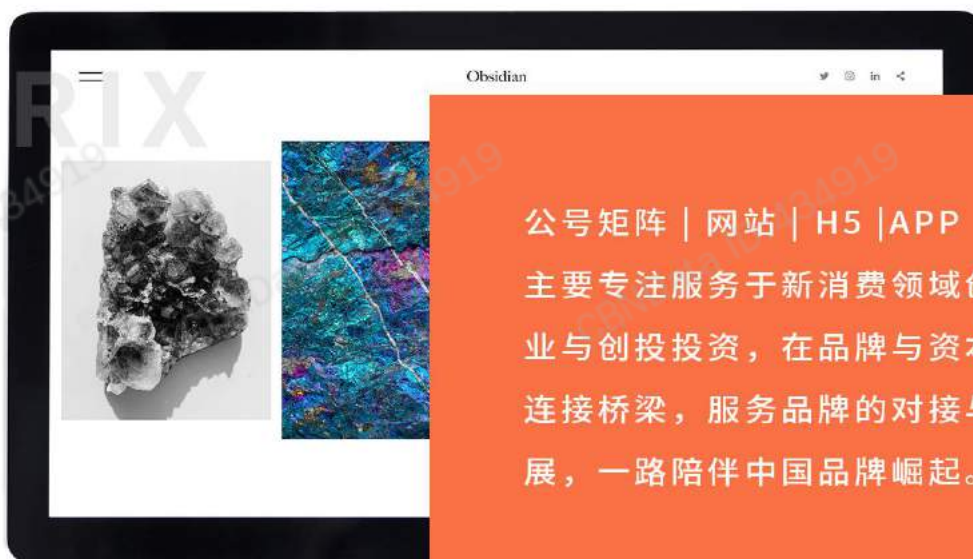 RIX
Obsidian
公号矩阵 | 网站 | H5 |APP
主要专注服务于新消费领域
业与创投投资，在品牌与资
连接桥梁，服务品牌的对接
展，一路陪伴中国品牌崛起。